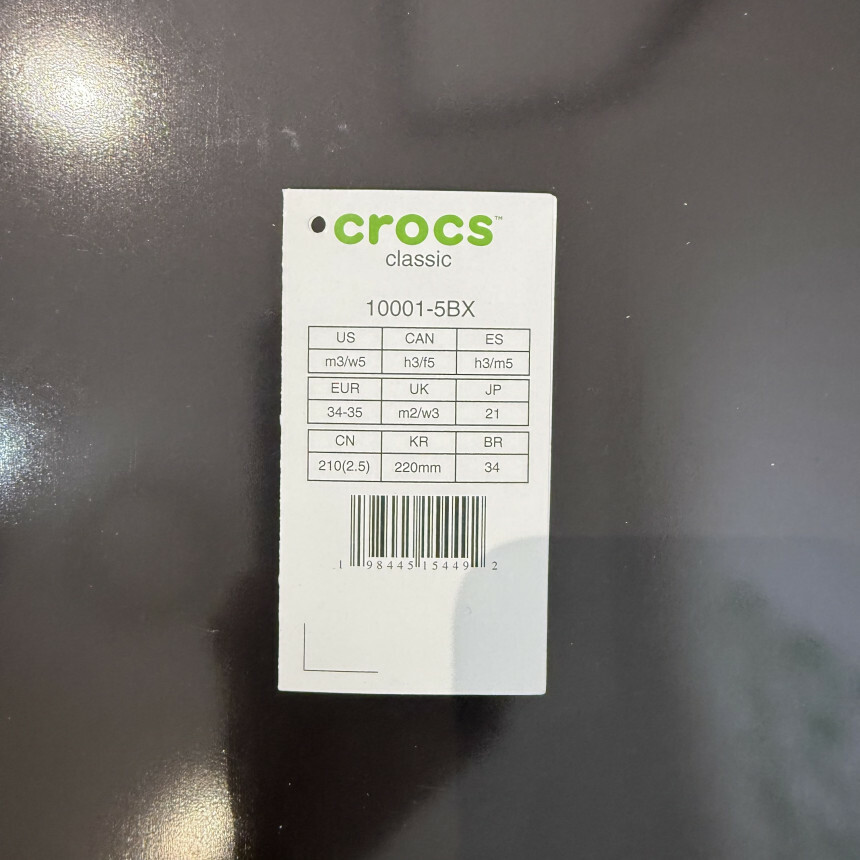 crocs™
classic
10001-5BX
US CAN ES
m3/w5 h3/f5 h3/m5
EUR UK JP
34-35 m2/w3 21
CN KR BR
210(2.5) 220mm 34
1 98445 15449 2